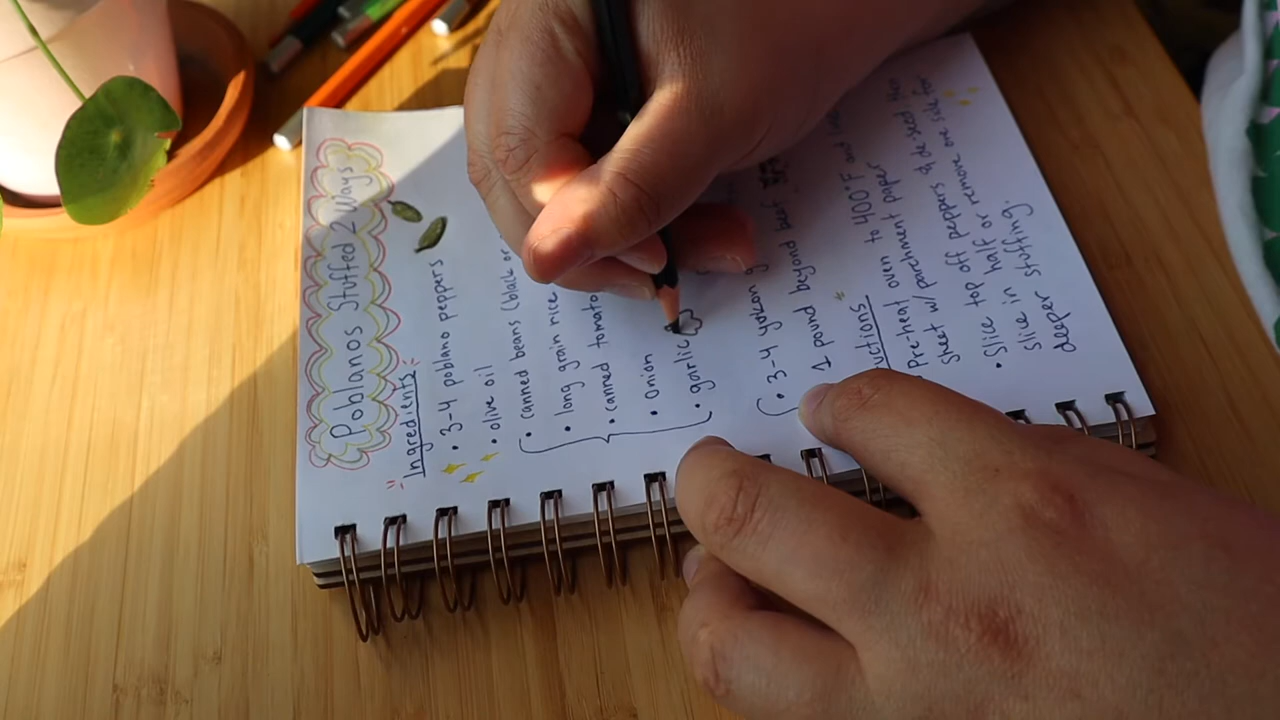 Poblanos Stuffed 2 Ways
Ingredients
• 3-4 poblano peppers
• olive oil
• canned beans (black or
• long grain rice
• canned tomato
• onion
• garlic
• 3-4 yukon g
1 pound beyond beef
uctions
Pre-heat oven to 400°F and
Sheet w/ parchment paper
• Slice top off peppers & de-seed, then
slice in half or remove one side for
deeper stuffing.